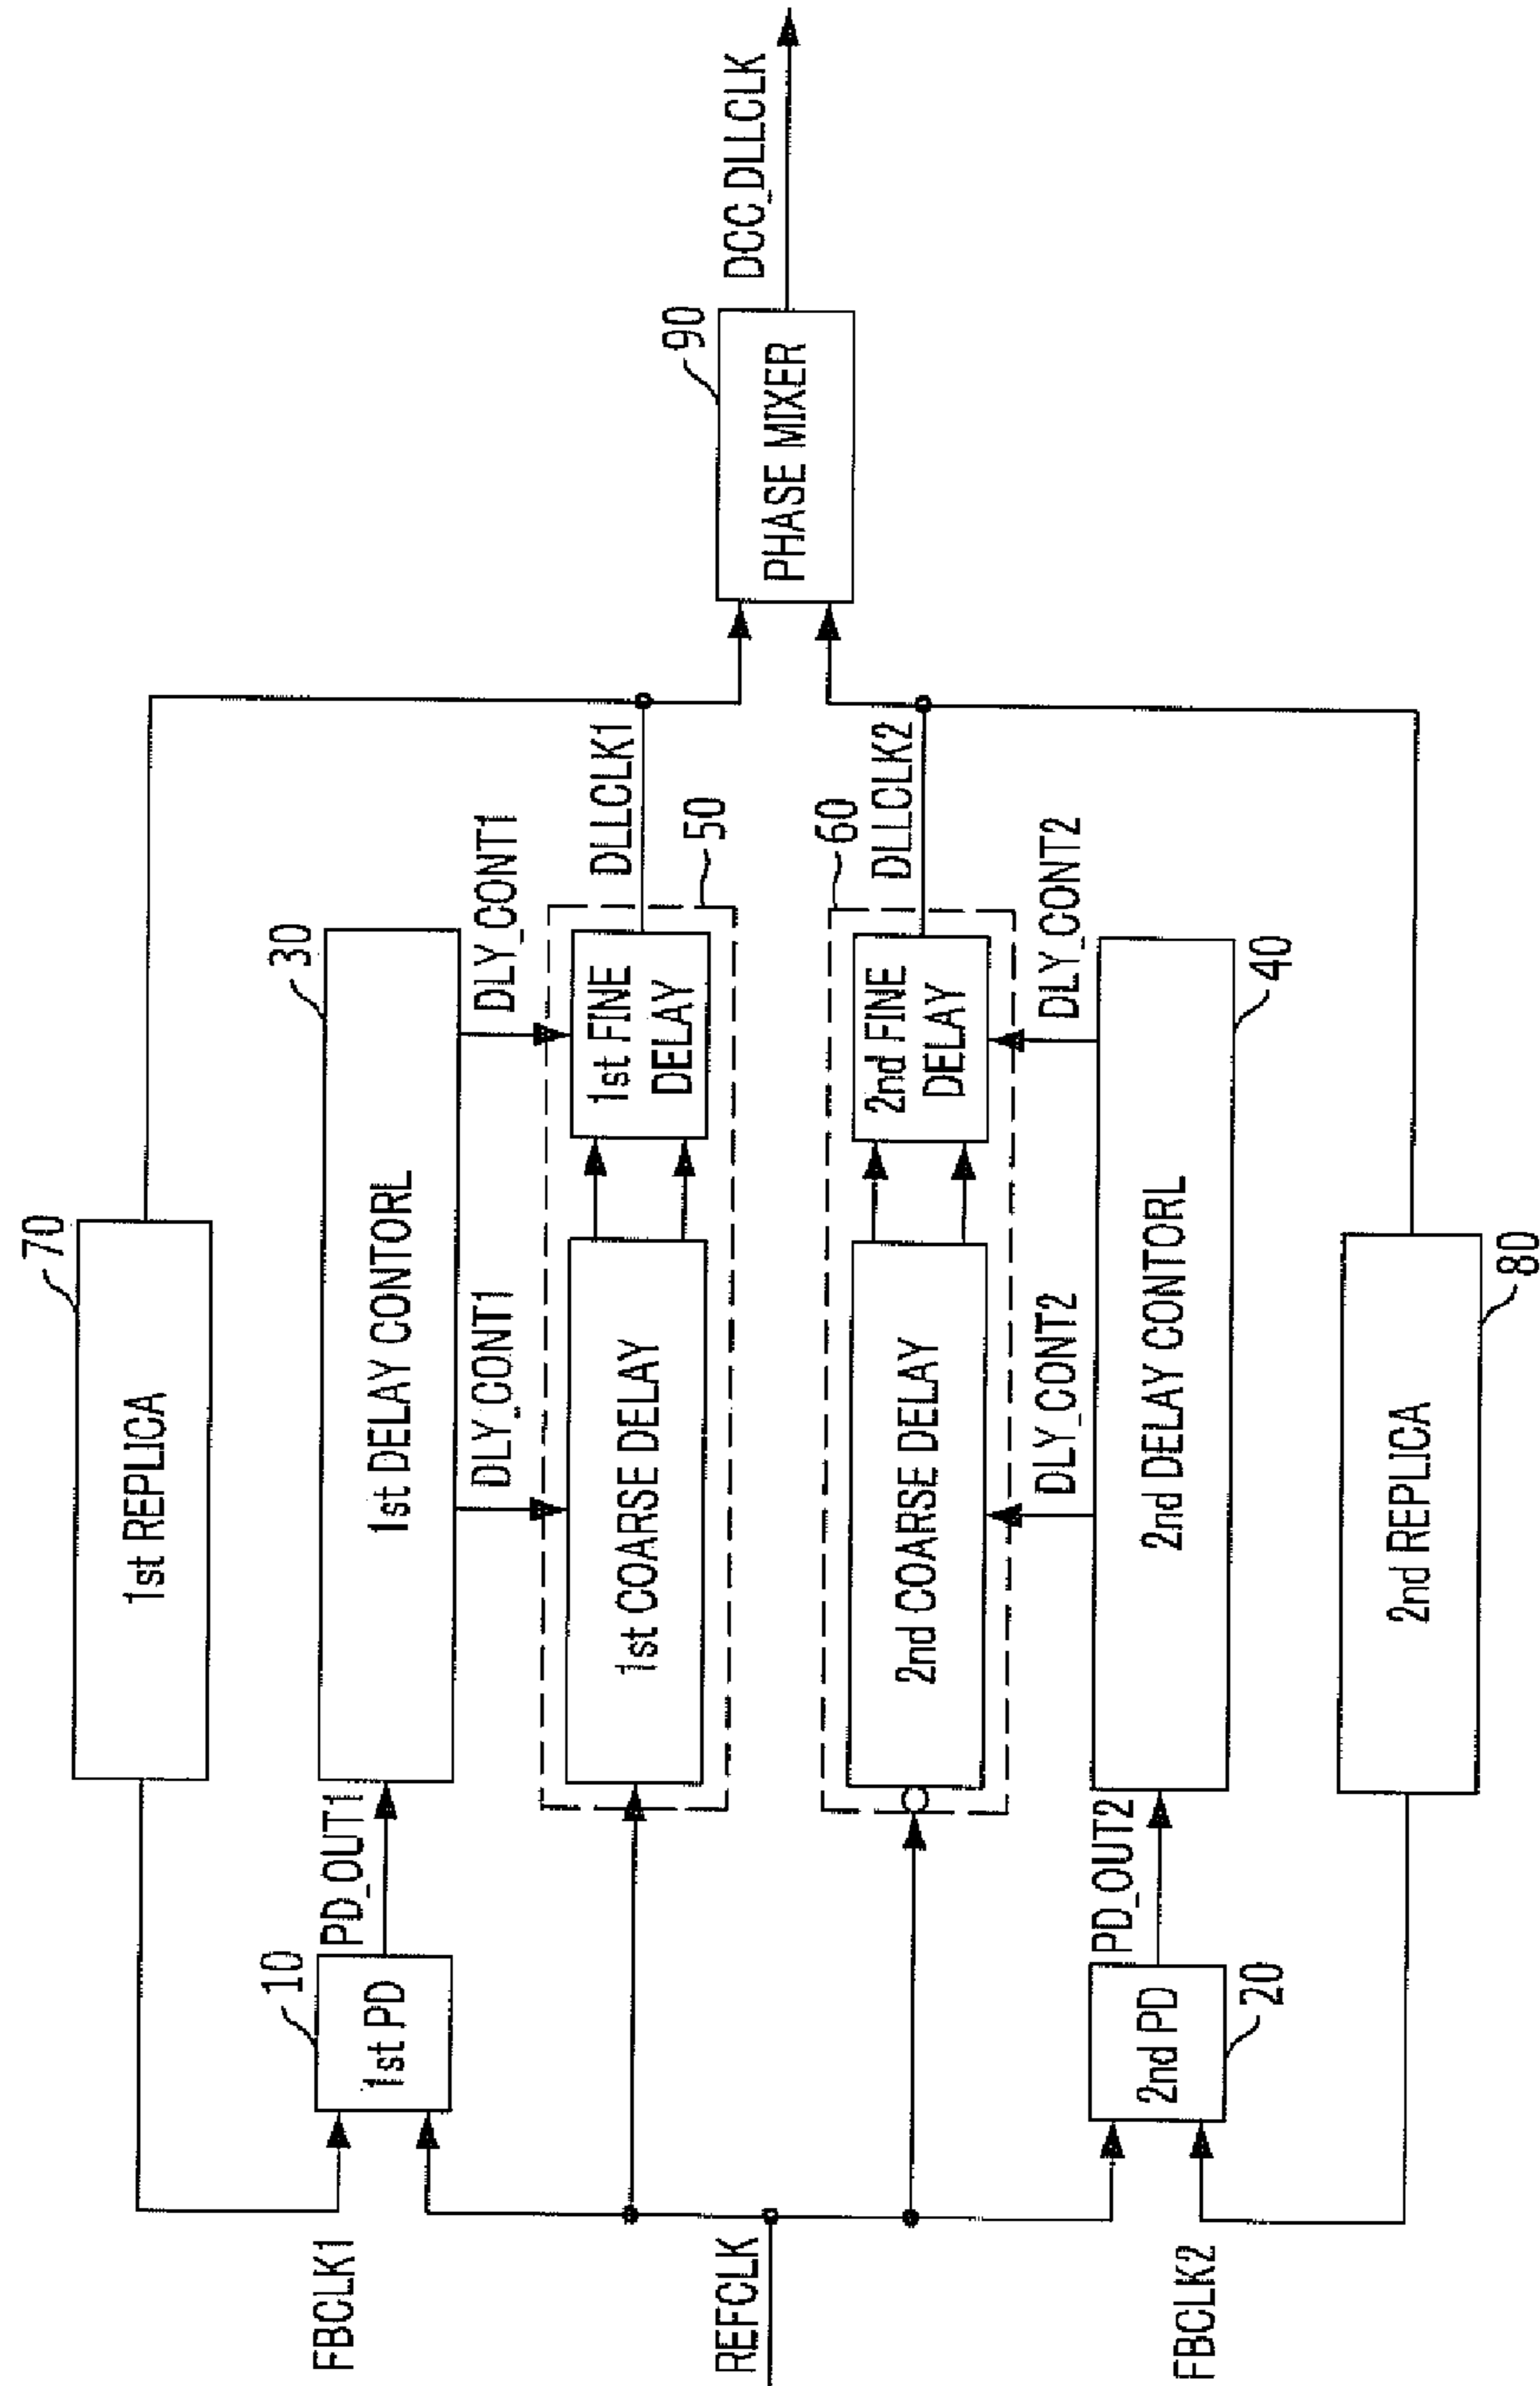 70
1st REPLICA
30
1st DELAY CONTORL
FBCLK1
10
1st PD
PD_OUT1
DLY_CONT1
DLY_CONT1
1st COARSE DELAY
1st FINE
DELAY
DLLCLK1
50
REFCLK
90
PHASE MIXER
DCC_DLLCLK
60
2nd COARSE DELAY
2nd FINE
DELAY
DLLCLK2
DLY_CONT2
DLY_CONT2
FBCLK2
2nd PD
20
PD_OUT2
2nd DELAY CONTORL
40
2nd REPLICA
80